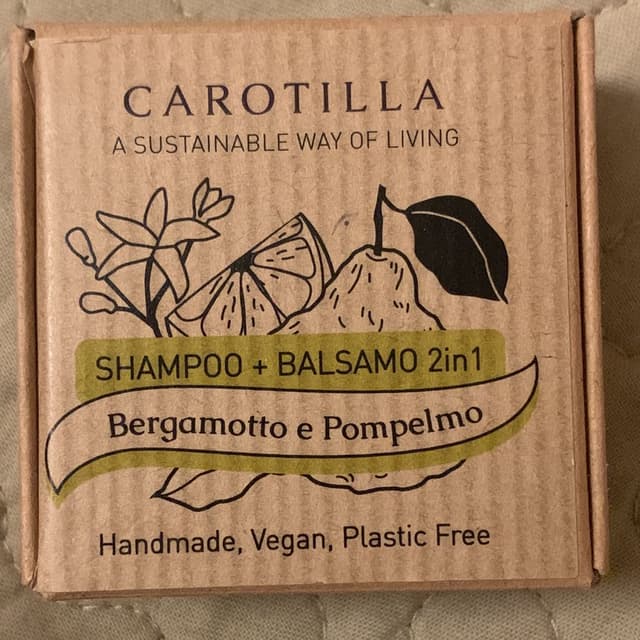 CAROTILLA
A SUSTAINABLE WAY OF LIVING
SHAMPOO + BALSAMO 2in1
Bergamotto e Pompelmo
Handmade, Vegan, Plastic Free